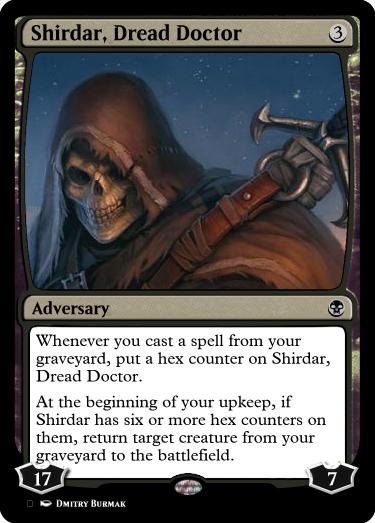 Shirdar, Dread Doctor 3
Adversary
Whenever you cast a spell from your
graveyard, put a hex counter on Shirdar,
Dread Doctor.
At the beginning of your upkeep, if
Shirdar has six or more hex counters on
them, return target creature from your
graveyard to the battlefield.
17 7
Dmitry Burmak